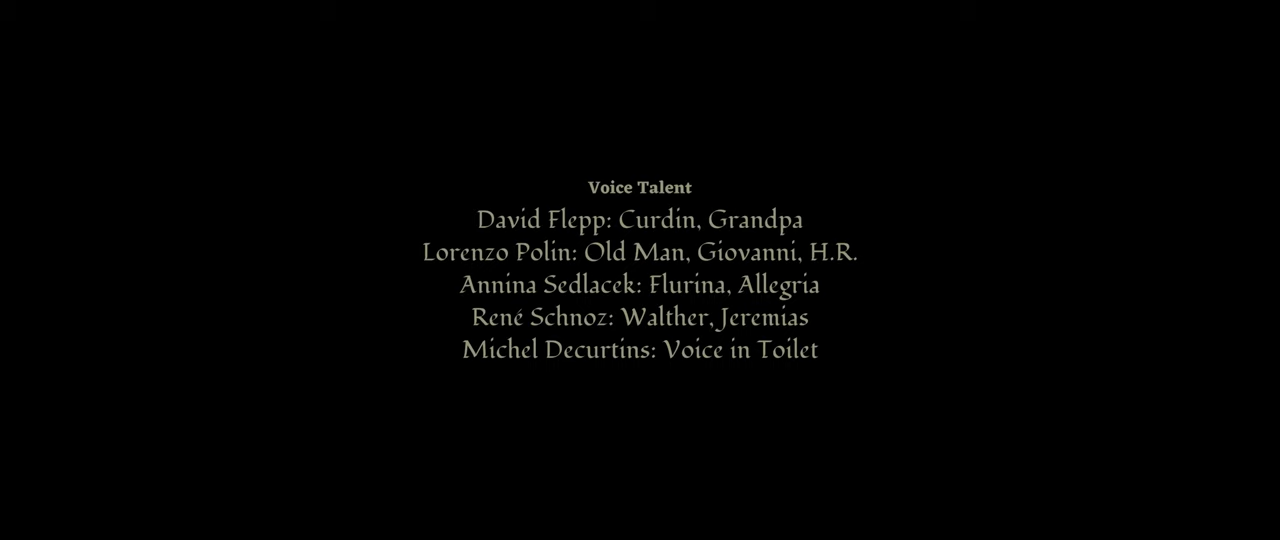 Voice Talent
David Flepp: Curdin, Grandpa
Lorenzo Polin: Old Man, Giovanni, H.R.
Annina Sedlacek: Flurina, Allegria
René Schnoz: Walther, Jeremias
Michel Decurtins: Voice in Toilet